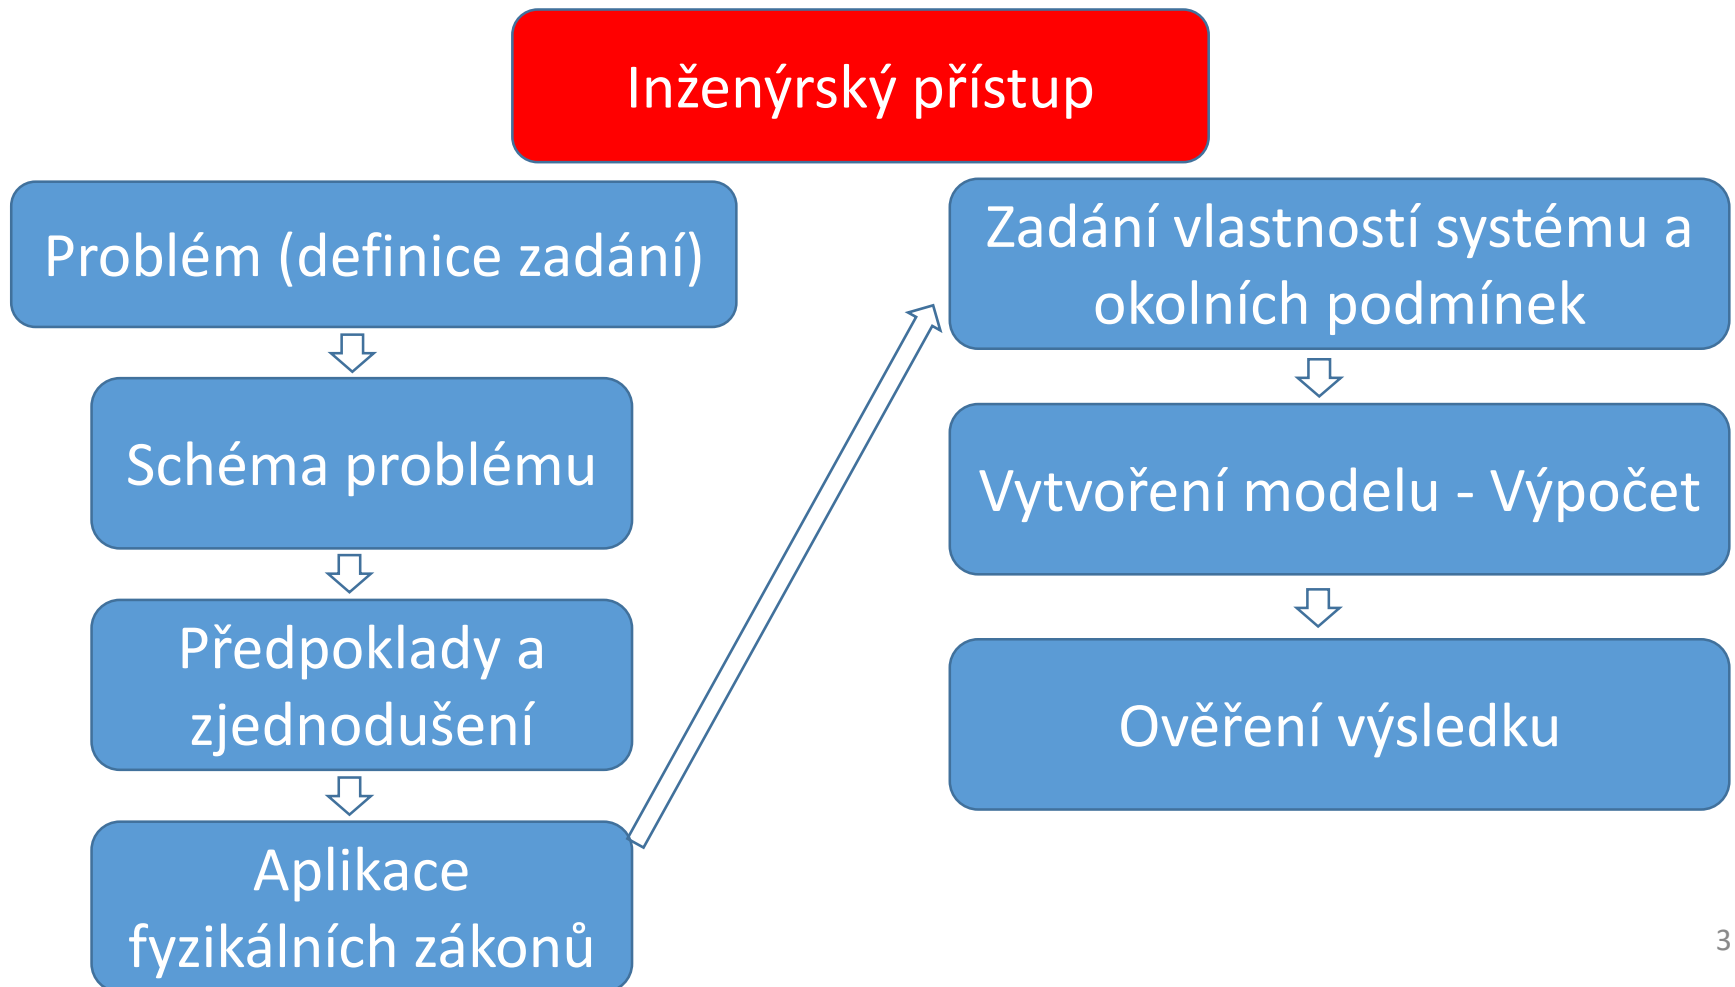 Inženýrský přístup
Problém (definice zadání)
Schéma problému
Předpoklady a
zjednodušení
Aplikace
fyzikálních zákonů
Zadání vlastností systému a
okolních podmínek
Vytvoření modelu - Výpočet
Ověření výsledku
3